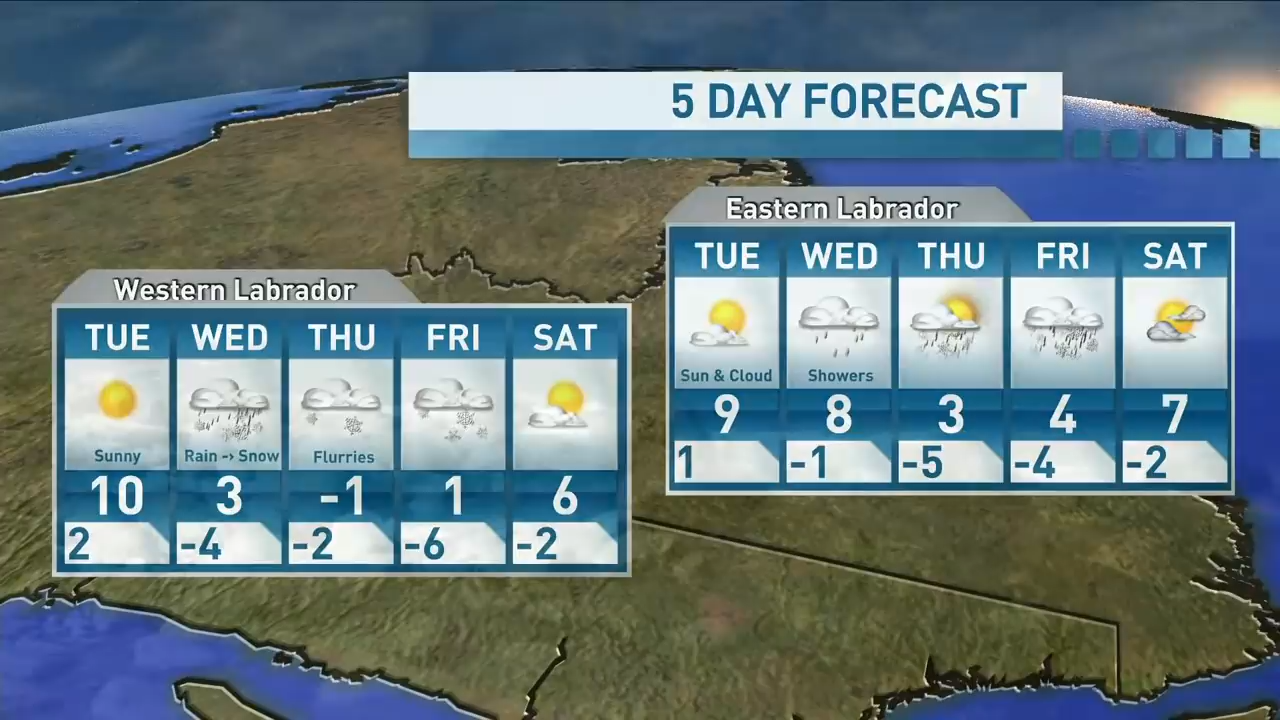 5 DAY FORECAST
Western Labrador
TUE WED THU FRI SAT
Sunny Rain -> Snow Flurries
10 3 -1 1 6
2 -4 -2 -6 -2
Eastern Labrador
TUE WED THU FRI SAT
Sun & Cloud Showers
9 8 3 4 7
1 -1 -5 -4 -2